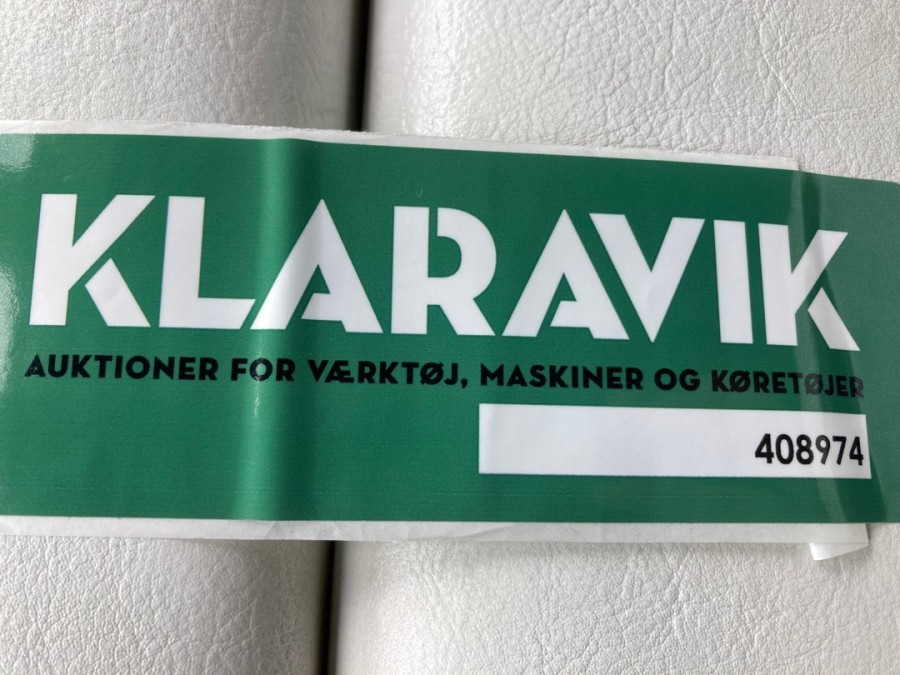 KLARAVIK
AUKTIONER FOR VÆRKTØJ, MASKINER OG KØRETØJER
408974